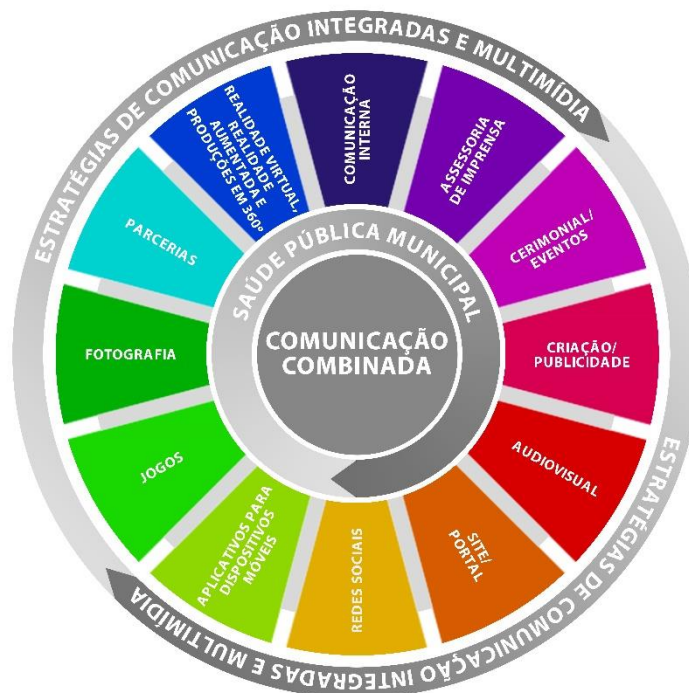 ESTRATÉGIAS DE COMUNICAÇÃO INTEGRADAS E MULTIMÍDIA
COMUNICAÇÃO
INTERNA
ASSESSORIA
DE IMPRENSA
CERIMONIAL/
EVENTOS
CRIAÇÃO/
PUBLICIDADE
AUDIOVISUAL
SITE/
PORTAL
REDES SOCIAIS
APLICATIVOS PARA
DISPOSITIVOS
MÓVEIS
JOGOS
FOTOGRAFIA
PARCERIAS
REALIDADE VIRTUAL,
REALIDADE
AUMENTADA E
PRODUÇÕES EM 360º
SAÚDE PÚBLICA MUNICIPAL
COMUNICAÇÃO
COMBINADA
ESTRATÉGIAS DE COMUNICAÇÃO INTEGRADAS E MULTIMÍDIA